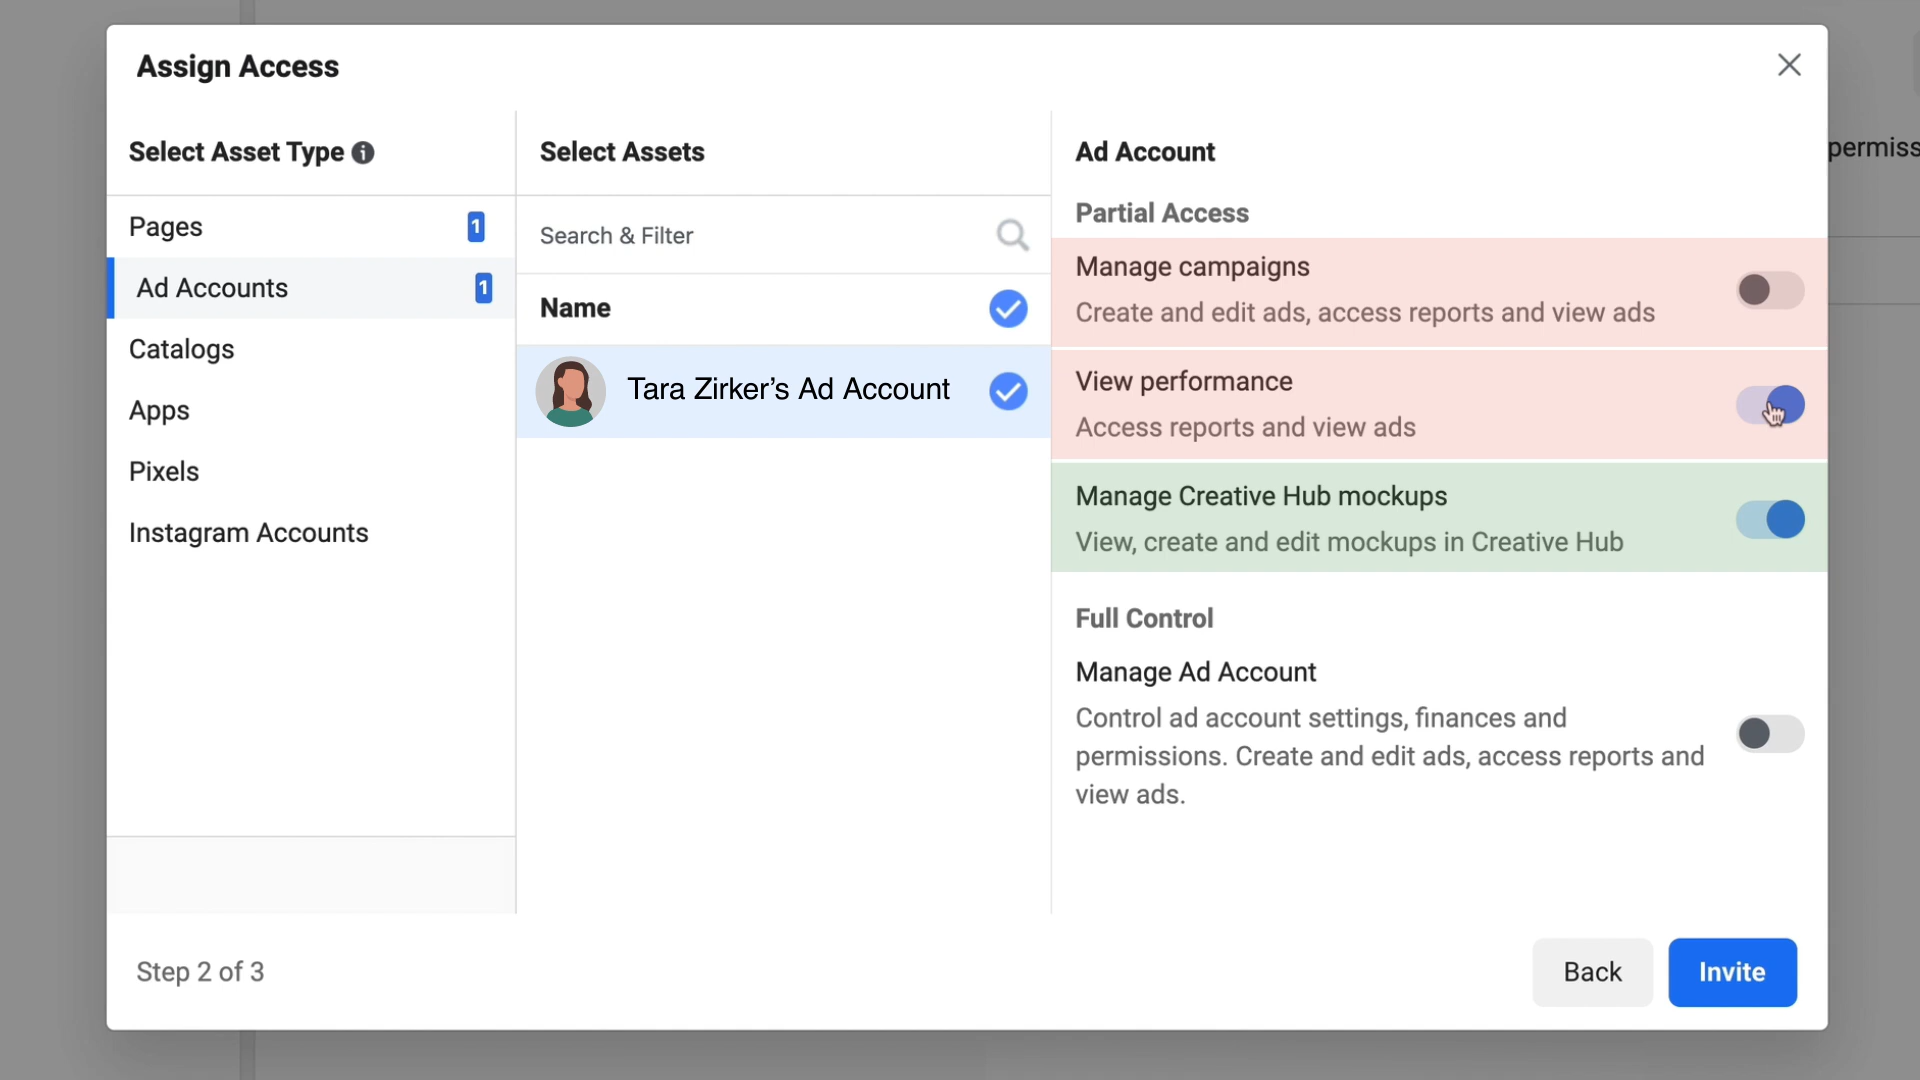 Assign Access
Select Asset Type
Pages 1
Ad Accounts 1
Catalogs
Apps
Pixels
Instagram Accounts
Select Assets
Search & Filter
Name
Tara Zirker’s Ad Account
Ad Account
Partial Access
Manage campaigns
Create and edit ads, access reports and view ads
View performance
Access reports and view ads
Manage Creative Hub mockups
View, create and edit mockups in Creative Hub
Full Control
Manage Ad Account
Control ad account settings, finances and
permissions. Create and edit ads, access reports and
view ads.
permiss
Step 2 of 3
Back
Invite